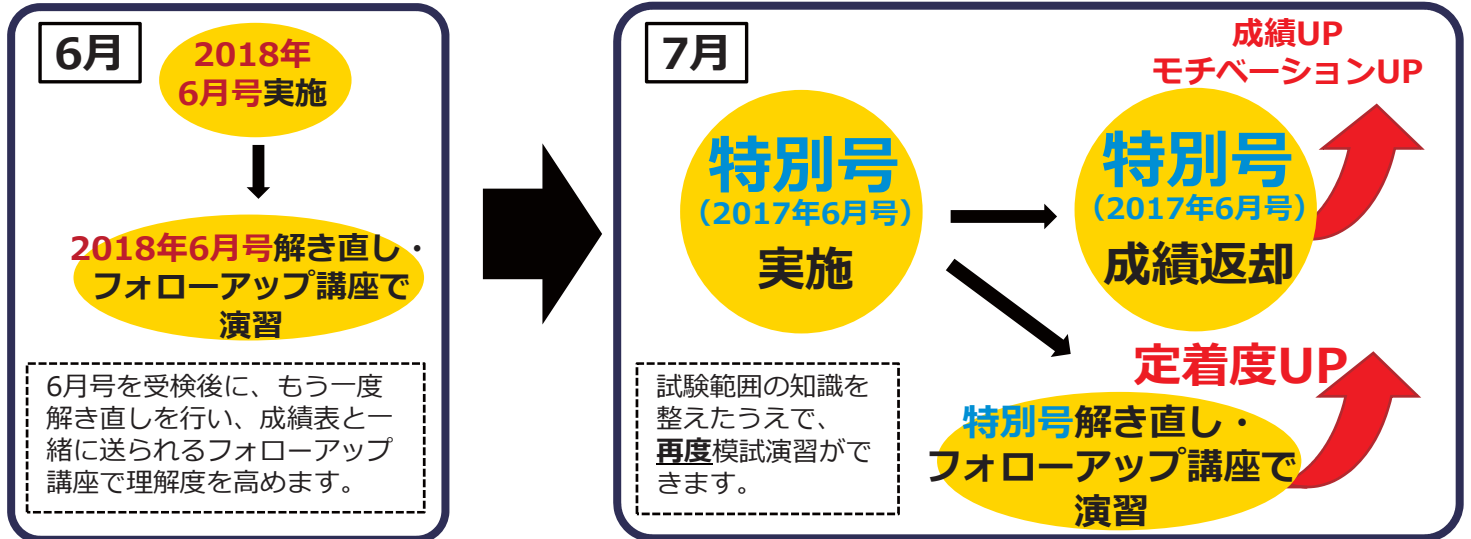 6月
2018年
6月号実施
2018年6月号解き直し・
フォローアップ講座で
演習
6月号を受検後に、もう一度
解き直しを行い、成績表と一
緒に送られるフォローアップ
講座で理解度を高めます。
7月
成績UP
モチベーションUP
特別号
（2017年6月号）
実施
特別号
（2017年6月号）
成績返却
試験範囲の知識を
整えたうえで、
再度模試演習がで
きます。
定着度UP
特別号解き直し・
フォローアップ講座で
演習